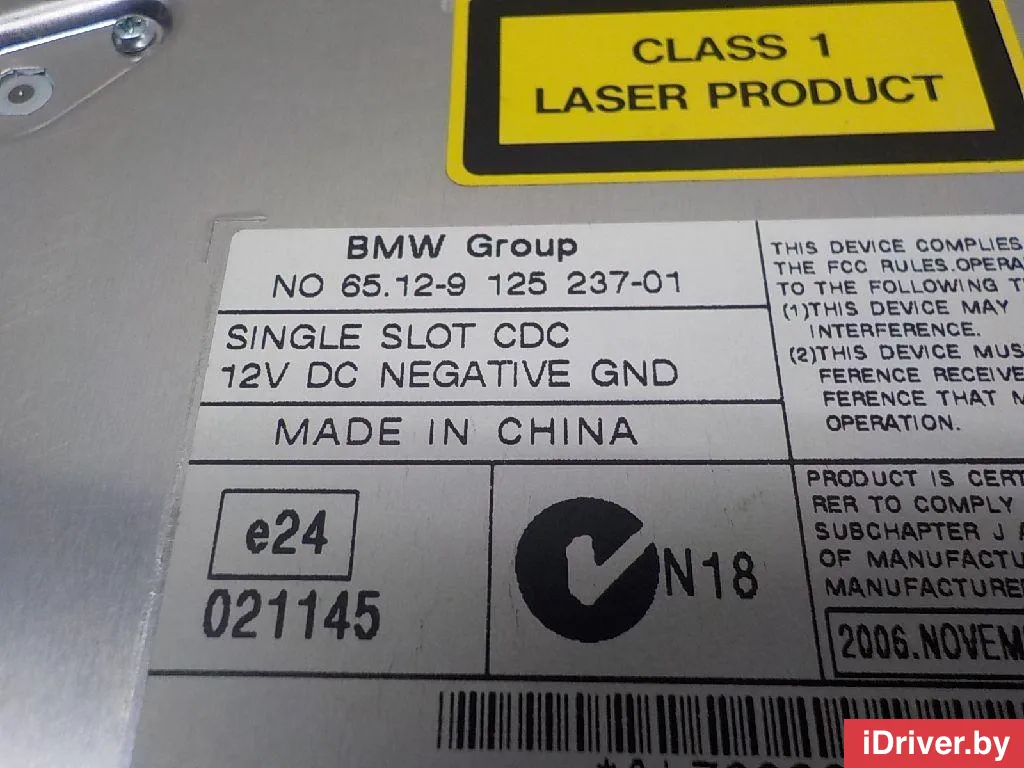 CLASS 1
LASER PRODUCT
BMW Group
NO 65.12-9 125 237-01
SINGLE SLOT CDC
12V DC NEGATIVE GND
MADE IN CHINA
e24
021145
N18
THIS DEVICE COMPLIES
THE FCC RULES.OPERA
TO THE FOLLOWING T
(1)THIS DEVICE MAY
INTERFERENCE.
(2)THIS DEVICE MUS
FERENCE RECEIVE
FERENCE THAT M
OPERATION.
PRODUCT IS CERT
RER TO COMPLY
SUBCHAPTER J
OF MANUFACTU
MANUFACTURE
2006.NOVEM
iDriver.by